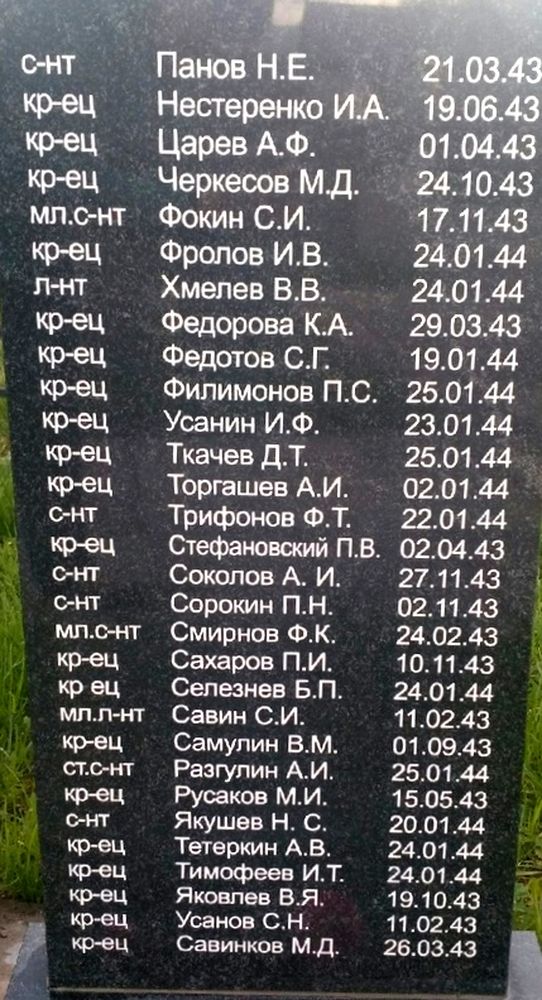 с-нт Панов Н.Е. 21.03.43
кр-ец Нестеренко И.А. 19.06.43
кр-ец Царев А.Ф. 01.04.43
кр-ец Черкесов М.Д. 24.10.43
мл.с-нт Фокин С.И. 17.11.43
кр-ец Фролов И.В. 24.01.44
л-нт Хмелев В.В. 24.01.44
кр-ец Федорова К.А. 29.03.43
кр-ец Федотов С.Г. 19.01.44
кр-ец Филимонов П.С. 25.01.44
кр-ец Усанин И.Ф. 23.01.44
кр-ец Ткачев Д.Т. 25.01.44
кр-ец Торгашев А.И. 02.01.44
с-нт Трифонов Ф.Т. 22.01.44
кр-ец Стефановский П.В. 02.04.43
с-нт Соколов А. И. 27.11.43
с-нт Сорокин П.Н. 02.11.43
мл.с-нт Смирнов Ф.К. 24.02.43
кр-ец Сахаров П.И. 10.11.43
кр ец Селезнев Б.П. 24.01.44
мл.л-нт Савин С.И. 11.02.43
кр-ец Самулин В.М. 01.09.43
ст.с-нт Разгулин А.И. 25.01.44
кр-ец Русаков М.И. 15.05.43
с-нт Якушев Н. С. 20.01.44
кр-ец Тетеркин А.В. 24.01.44
кр-ец Тимофеев И.Т. 24.01.44
кр-ец Яковлев В.Я. 19.10.43
кр-ец Усанов С.Н. 11.02.43
кр-ец Савинков М.Д. 26.03.43